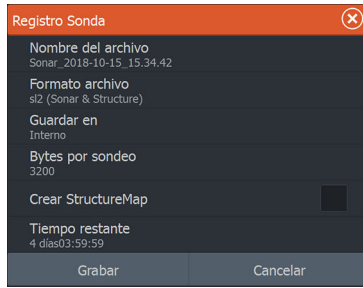 Registro Sonda
Nombre del archivo
Sonar_2018-10-15_15.34.42
Formato archivo
sl2 (Sonar & Structure)
Guardar en
Interno
Bytes por sondeo
3200
Crear StructureMap
Tiempo restante
4 días03:59:59
Grabar
Cancelar